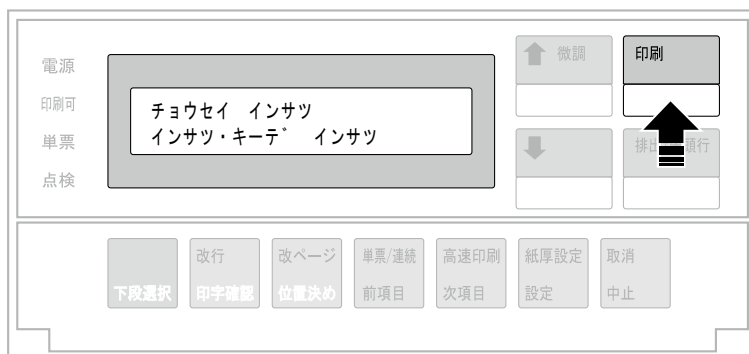 電源
印刷可
単票
点検
チョウセイ インサツ
インサツ・キーデ インサツ
微調
印刷
改行
改ページ
単票/連続
高速印刷
紙厚設定
取消
下段選択
印字確認
位置決め
前項目
次項目
設定
中止